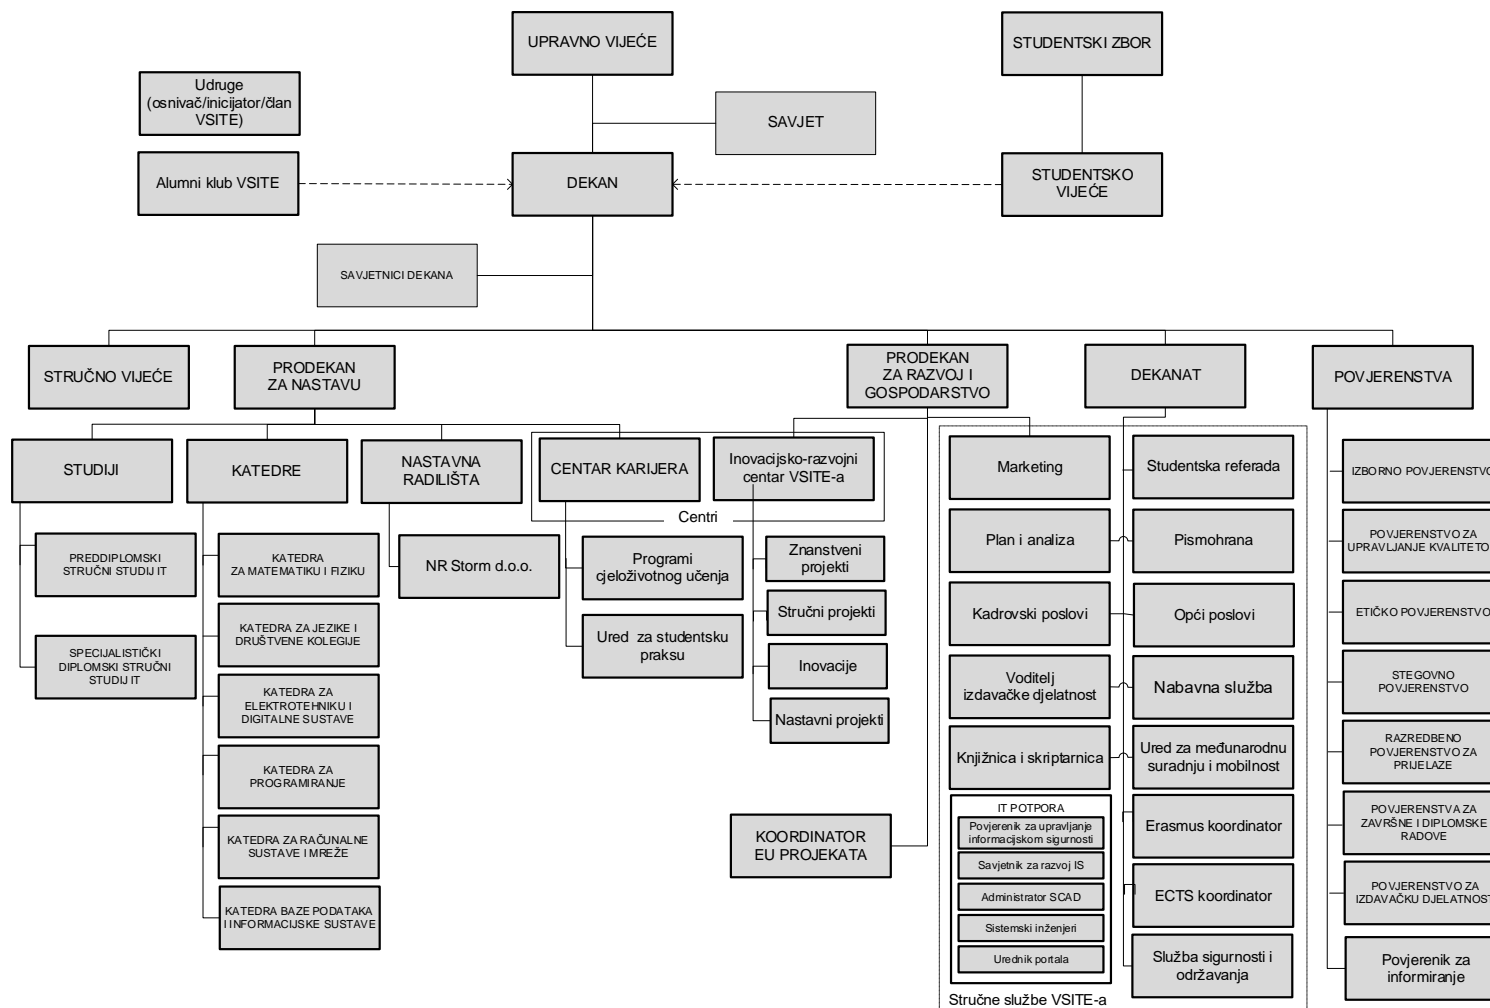 UPRAVNO VIJEĆE
STUDENTSKI ZBOR
Udruge
(osnivač/inicijator/član
VSITE)
SAVJET
Alumni klub VSITE
DEKAN
STUDENTSKO
VIJEĆE
SAVJETNICI DEKANA
STRUČNO VIJEĆE
PRODEKAN
ZA NASTAVU
PRODEKAN
ZA RAZVOJ I
GOSPODARSTVO
DEKANAT
POVJERENSTVA
STUDIJI
KATEDRE
NASTAVNA
RADILIŠTA
CENTAR KARIJERA
Inovacijsko-razvojni
centar VSITE-a
Centri
PREDDIPLOMSKI
STRUČNI STUDIJ IT
SPECIJALISTIČKI
DIPLOMSKI STRUČNI
STUDIJ IT
KATEDRA
ZA MATEMATIKU I FIZIKU
KATEDRA ZA JEZIKE I
DRUŠTVENE KOLEGIJE
KATEDRA ZA
ELEKTROTEHNIKU I
DIGITALNE SUSTAVE
KATEDRA ZA
PROGRAMIRANJE
KATEDRA ZA RAČUNALNE
SUSTAVE I MREŽE
KATEDRA BAZE PODATAKA
I INFORMACIJSKE SUSTAVE
NR Storm d.o.o.
Programi
cjeloživotnog učenja
Ured za studentsku
praksu
Znanstveni
projekti
Stručni projekti
Inovacije
Nastavni projekti
KOORDINATOR
EU PROJEKATA
Marketing
Plan i analiza
Kadrovski poslovi
Voditelj
izdavačke djelatnost
Knjižnica i skriptarnica
IT POTPORA
Povjerenik za upravljanje
informacijskom sigurnosti
Savjetnik za razvoj IS
Administrator SCAD
Sistemski inženjeri
Urednik portala
Stručne službe VSITE-a
Studentska referada
Pismohrana
Opći poslovi
Nabavna služba
Ured za međunarodnu
suradnju i mobilnost
Erasmus koordinator
ECTS koordinator
Služba sigurnosti i
održavanja
IZBORNO POVJERENSTVO
POVJERENSTVO ZA
UPRAVLJANJE KVALITETO
ETIČKO POVJERENSTVO
STEGOVNO
POVJERENSTVO
RAZREDBENO
POVJERENSTVO ZA
PRIJELAZE
POVJERENSTVA ZA
ZAVRŠNE I DIPLOMSKE
RADOVE
POVJERENSTVO ZA
IZDAVAČKU DJELATNOST
Povjerenik za
informiranje